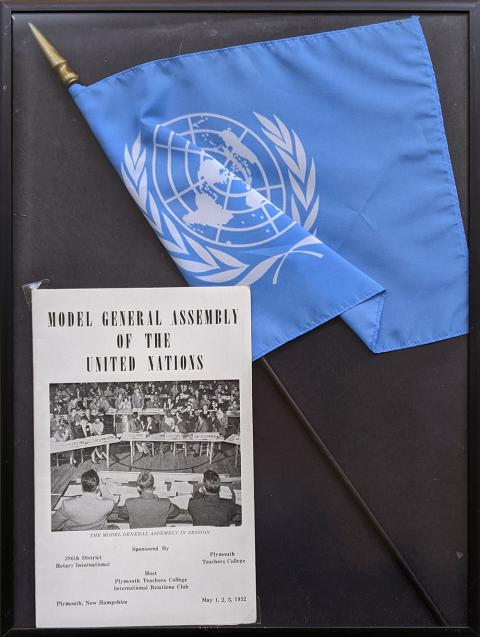 MODEL GENERAL ASSEMBLY
OF THE
UNITED NATIONS
THE MODEL GENERAL ASSEMBLY IN SESSION
Sponsored By
286th District
Rotary International
Plymouth
Teachers College
Host
Plymouth Teachers College
International Relations Club
Plymouth, New Hampshire
May 1, 2, 3, 1952